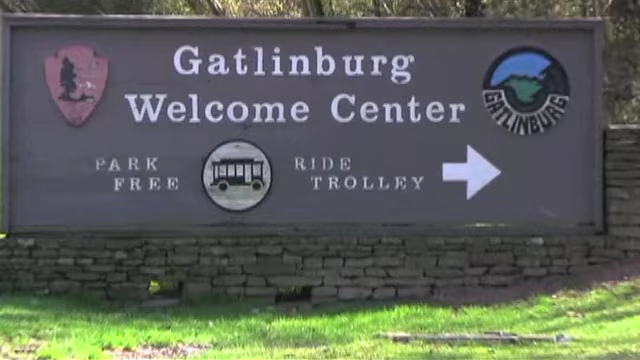 Gatlinburg
Welcome Center
GATLINBURG
PARK
FREE
RIDE
TROLLEY